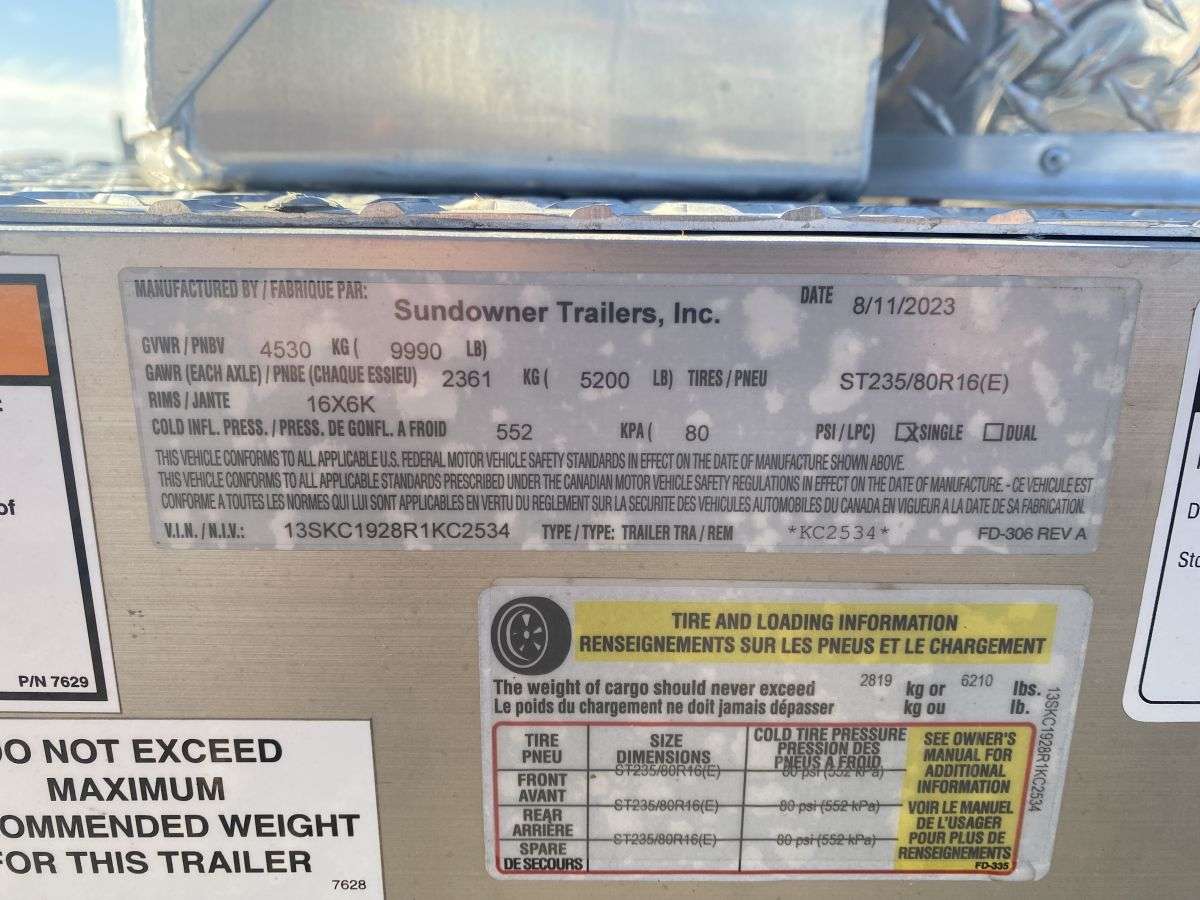 MANUFACTURED BY / FABRIQUE PAR: Sundowner Trailers, Inc. DATE 8/11/2023
GVWR / PNBV 4530 KG ( 9990 LB)
GAWR (EACH AXLE) / PNBE (CHAQUE ESSIEU) 2361 KG ( 5200 LB) TIRES / PNEU ST235/80R16(E)
RIMS / JANTE 16X6K
COLD INFL. PRESS. / PRESS. DE GONFL. A FROID 552 KPA ( 80 PSI / LPC) X SINGLE DUAL
THIS VEHICLE CONFORMS TO ALL APPLICABLE U.S. FEDERAL MOTOR VEHICLE SAFETY STANDARDS IN EFFECT ON THE DATE OF MANUFACTURE SHOWN ABOVE.
THIS VEHICLE CONFORMS TO ALL APPLICABLE STANDARDS PRESCRIBED UNDER THE CANADIAN MOTOR VEHICLE SAFETY REGULATIONS IN EFFECT ON THE DATE OF MANUFACTURE. - CE VEHICULE EST
CONFORME A TOUTES LES NORMES QUI LUI SONT APPLICABLES EN VERTU DU REGLEMENT SUR LA SECURITE DES VEHICULES AUTOMOBILES DU CANADA EN VIGUEUR A LA DATE DE SA FABRICATION.
V.I.N. / N.I.V.: 13SKC1928R1KC2534 TYPE / TYPE: TRAILER TRA / REM *KC2534* FD-306 REV A
of
P/N 7629
DO NOT EXCEED
MAXIMUM
OMMENDED WEIGHT
FOR THIS TRAILER
7628
TIRE AND LOADING INFORMATION
RENSEIGNEMENTS SUR LES PNEUS ET LE CHARGEMENT
The weight of cargo should never exceed 2819 kg or 6210 lbs.
Le poids du chargement ne doit jamais dépasser kg ou lb.
TIRE
PNEU
SIZE
DIMENSIONS
COLD TIRE PRESSURE
PRESSION DES
PNEUS A FROID
FRONT
AVANT
ST235/80R16(E)
80 psi (552 kPa)
REAR
ARRIÈRE
ST235/80R16(E)
80 psi (552 kPa)
SPARE
DE SECOURS
ST235/80R16(E)
80 psi (552 kPa)
SEE OWNER'S
MANUAL FOR
ADDITIONAL
INFORMATION
VOIR LE MANUEL
DE L'USAGER
POUR PLUS DE
RENSEIGNEMENTS
FD-335
13SKC1928R1KC2534
D
Sto